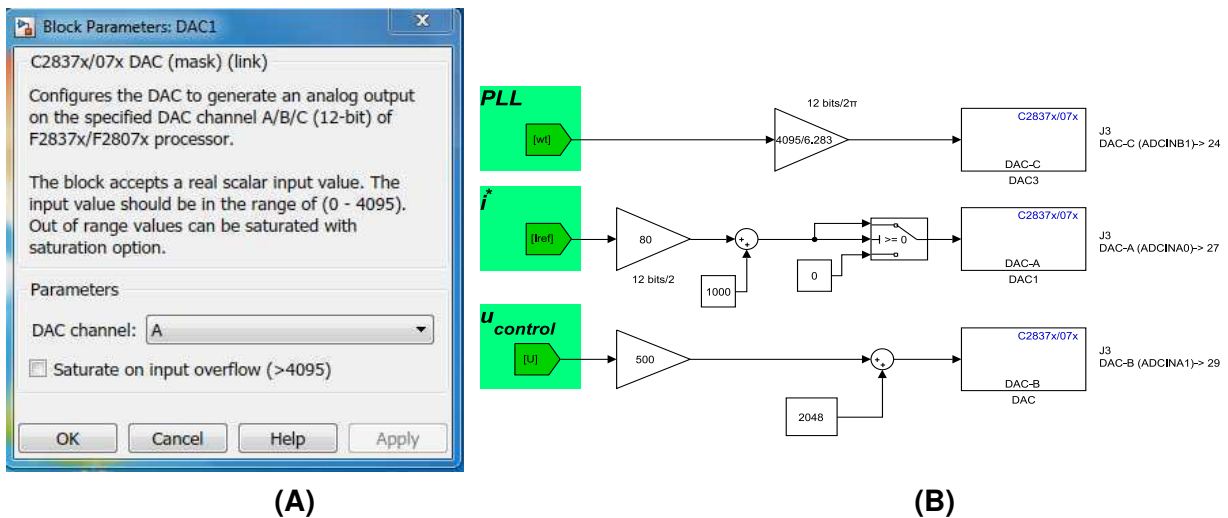 Block Parameters: DAC1
x
C2837x/07x DAC (mask) (link)
Configures the DAC to generate an analog output
on the specified DAC channel A/B/C (12-bit) of
F2837x/F2807x processor.
The block accepts a real scalar input value. The
input value should be in the range of (0 - 4095).
Out of range values can be saturated with
saturation option.
Parameters
DAC channel: A
Saturate on input overflow (>4095)
OK Cancel Help Apply
(A)
PLL
[wt]
12 bits/2π
4095/6.283
C2837x/07x
DAC-C
DAC3
J3
DAC-C (ADCINB1)-> 24
i*
[Iref]
80
12 bits/2
1000
++
0
>= 0
C2837x/07x
DAC-A
DAC1
J3
DAC-A (ADCINA0)-> 27
u control
[U]
500
2048
++
C2837x/07x
DAC-B
DAC
J3
DAC-B (ADCINA1)-> 29
(B)